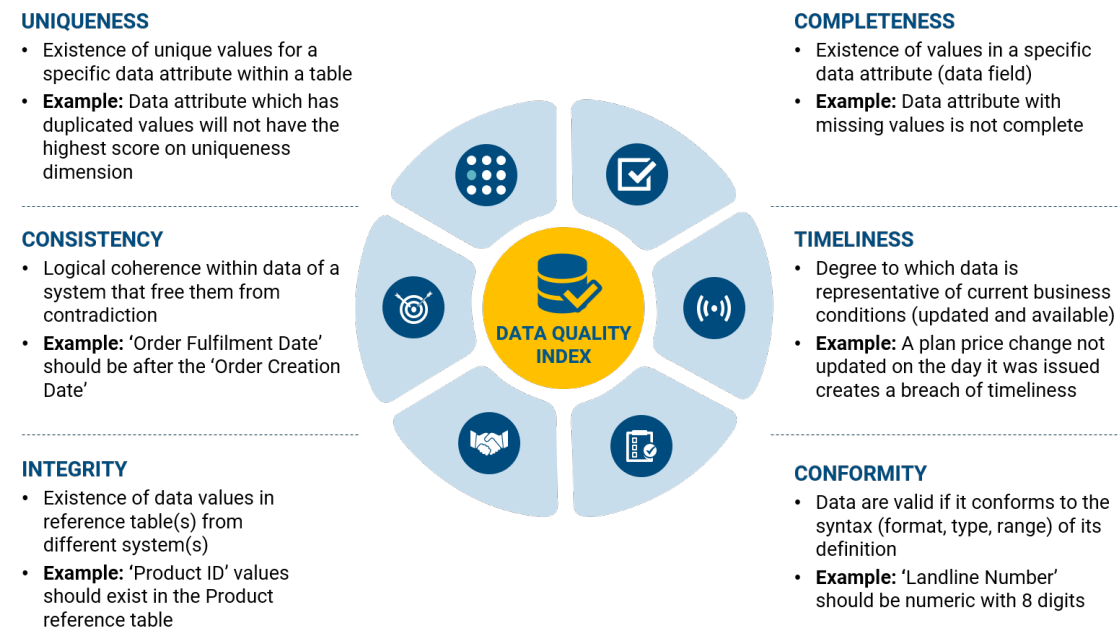 UNIQUENESS
• Existence of unique values for a
specific data attribute within a table
• Example: Data attribute which has
duplicated values will not have the
highest score on uniqueness
dimension
CONSISTENCY
• Logical coherence within data of a
system that free them from
contradiction
• Example: ‘Order Fulfilment Date’
should be after the ‘Order Creation
Date’
INTEGRITY
• Existence of data values in
reference table(s) from
different system(s)
• Example: ‘Product ID’ values
should exist in the Product
reference table
DATA QUALITY
INDEX
COMPLETENESS
• Existence of values in a specific
data attribute (data field)
• Example: Data attribute with
missing values is not complete
TIMELINESS
• Degree to which data is
representative of current business
conditions (updated and available)
• Example: A plan price change not
updated on the day it was issued
creates a breach of timeliness
CONFORMITY
• Data are valid if it conforms to the
syntax (format, type, range) of its
definition
• Example: ‘Landline Number’
should be numeric with 8 digits